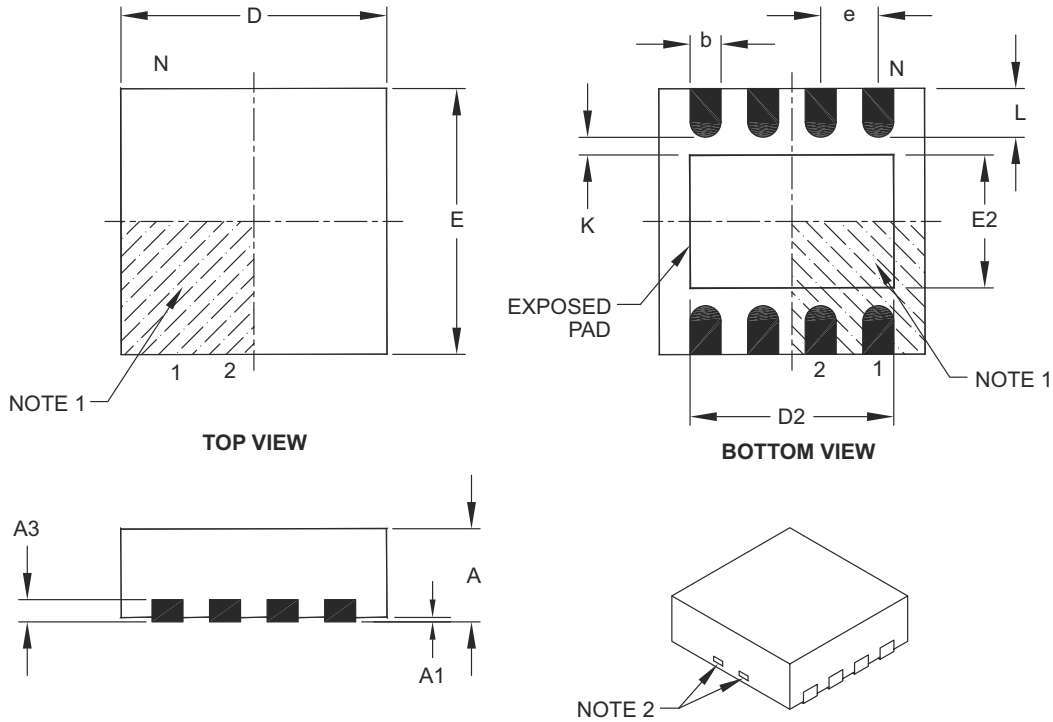 D
N
E
1 2
NOTE 1
TOP VIEW
e
b
N
L
K
E2
EXPOSED
PAD
2 1
NOTE 1
D2
BOTTOM VIEW
A3
A
A1
NOTE 2